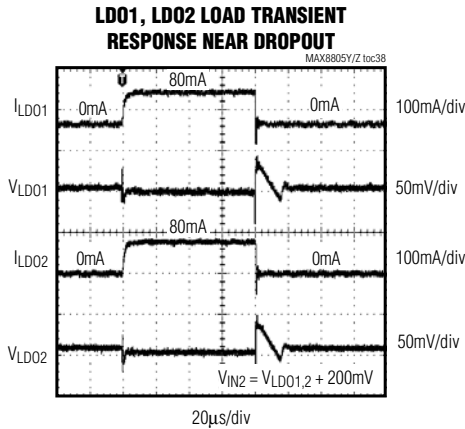 LDO1, LDO2 LOAD TRANSIENT
RESPONSE NEAR DROPOUT
MAX8805Y/Z toc38
T
80mA
ILDO1
0mA
0mA
100mA/div
VLDO1
50mV/div
80mA
ILDO2
0mA
0mA
100mA/div
VLDO2
50mV/div
VIN2 = VLDO1,2 + 200mV
20μs/div